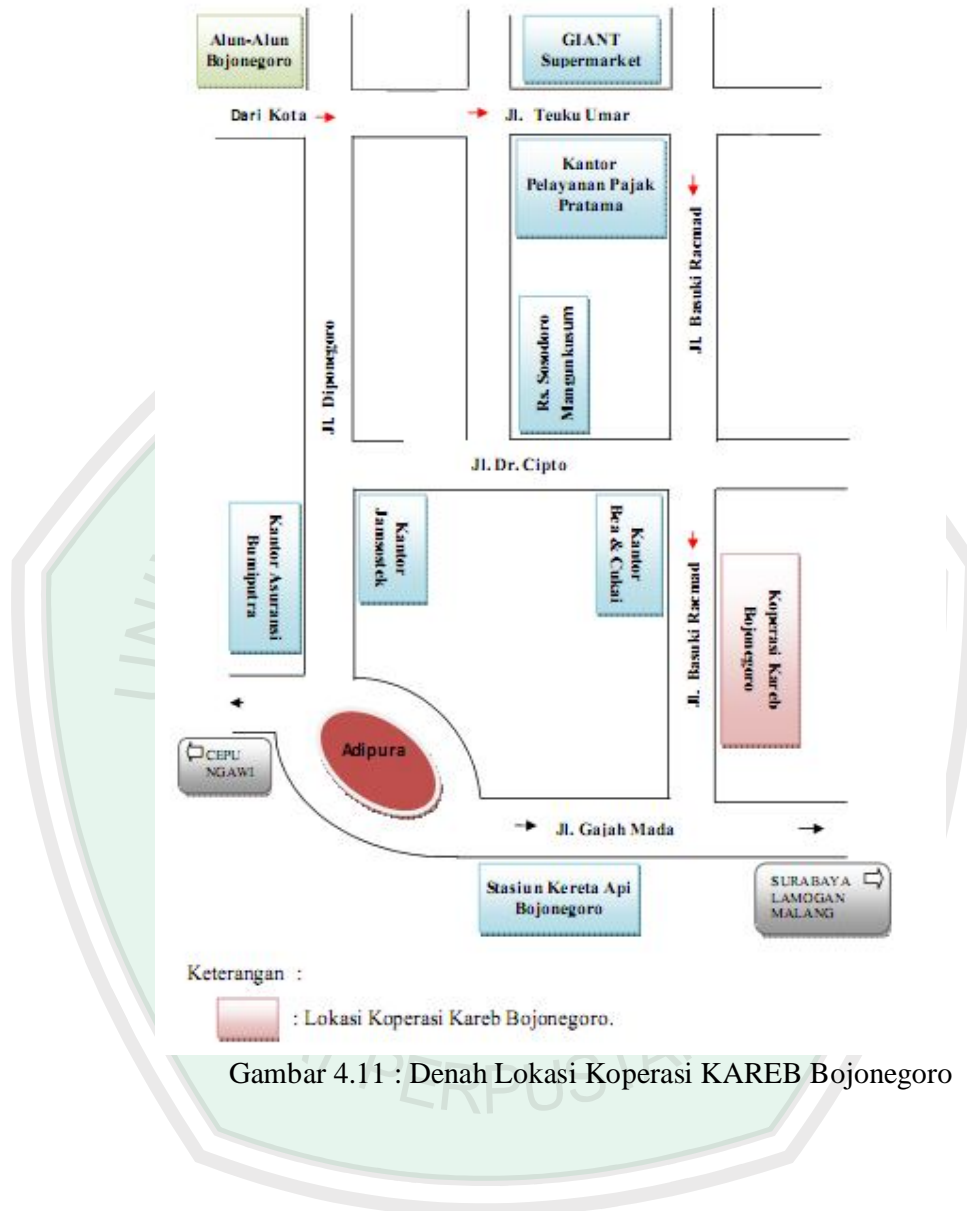 Alun-Alun
Bojonegoro
GIANT
Supermarket
Dari Kota
Jl. Teuku Umar
Kantor
Pelayanan Pajak
Pratama
Jl. Basuki Racmad
Rs. Sosodoro
Mangunkusum
Jl. Diponegoro
Jl. Dr. Cipto
Kantor Asuransi
Bumiputra
Kantor
Jamsostek
Kantor
Bea & Cukai
Jl. Basuki Racmad
Koperasi Kareb
Bojonegoro
Adipura
CEPU
NGAWI
Jl. Gajah Mada
Stasiun Kereta Api
Bojonegoro
SURABAYA
LAMOGAN
MALANG
Keterangan :
: Lokasi Koperasi Kareb Bojonegoro.
Gambar 4.11 : Denah Lokasi Koperasi KAREB Bojonegoro